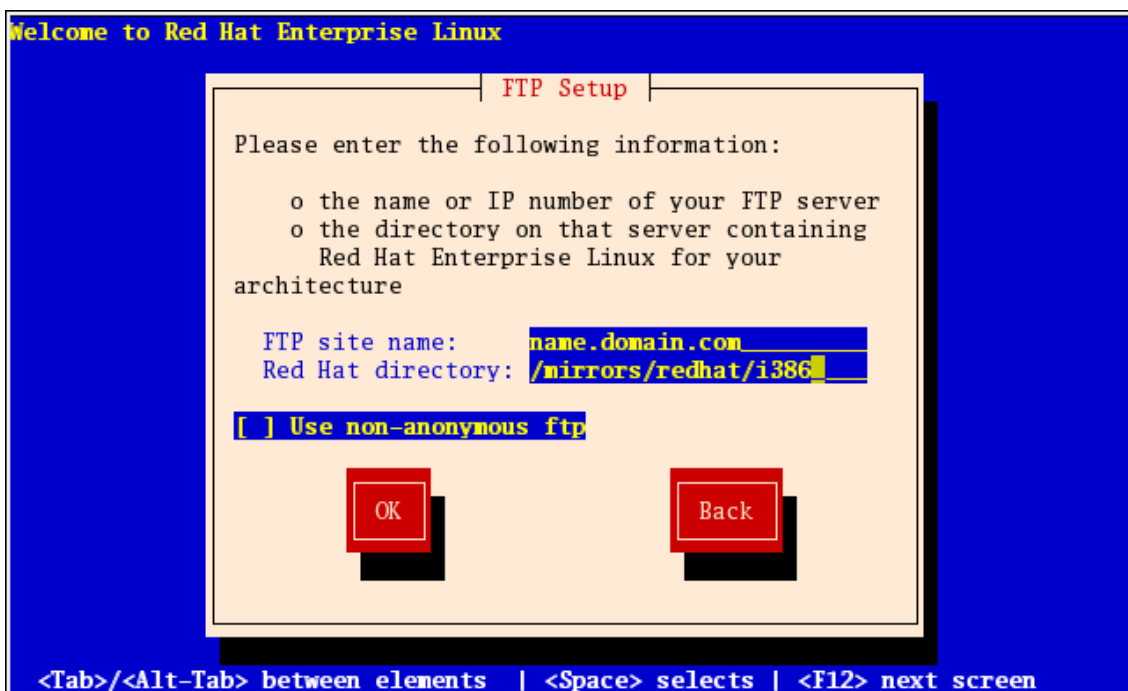 Welcome to Red Hat Enterprise Linux
FTP Setup
Please enter the following information:
o the name or IP number of your FTP server
o the directory on that server containing
Red Hat Enterprise Linux for your
architecture
FTP site name: name.domain.com
Red Hat directory: /mirrors/redhat/i386
[ ] Use non-anonymous ftp
OK Back
<Tab>/<Alt-Tab> between elements | <Space> selects | <F12> next screen